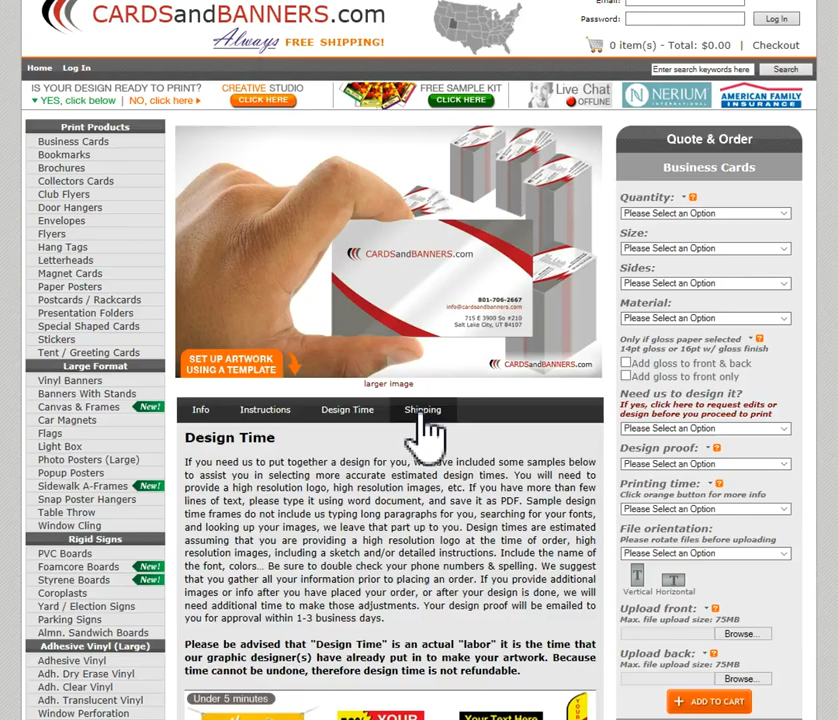 CARDSandBANNERS.com
Always FREE SHIPPING!
Email:
Password:
Log In
0 item(s) - Total: $0.00 | Checkout
Home
Log In
Enter search keywords here
Search
IS YOUR DESIGN READY TO PRINT?
YES, click below | NO, click here
CREATIVE STUDIO
CLICK HERE
FREE SAMPLE KIT
CLICK HERE
Live Chat
OFFLINE
N NERIUM
INTERNATIONAL
AMERICAN FAMILY
INSURANCE
Print Products
Business Cards
Bookmarks
Brochures
Collectors Cards
Club Flyers
Door Hangers
Envelopes
Flyers
Hang Tags
Letterheads
Magnet Cards
Paper Posters
Postcards / Rackcards
Presentation Folders
Special Shaped Cards
Stickers
Tent / Greeting Cards
Large Format
Vinyl Banners
Banners With Stands
Canvas & Frames New!
Car Magnets
Flags
Light Box
Photo Posters (Large)
Popup Posters
Sidewalk A-Frames New!
Snap Poster Hangers
Table Throw
Window Cling
Rigid Signs
PVC Boards
Foamcore Boards New!
Styrene Boards New!
Coroplasts
Yard / Election Signs
Parking Signs
Almn. Sandwich Boards
Adhesive Vinyl (Large)
Adhesive Vinyl
Adh. Dry Erase Vinyl
Adh. Clear Vinyl
Adh. Translucent Vinyl
Window Perforation
CARDSandBANNERS.com
801-706-2667
info@cardsandbanners.com
715 E 3900 So #210
Salt Lake City, UT 84107
SET UP ARTWORK
USING A TEMPLATE
CARDSandBANNERS.com
larger image
Info
Instructions
Design Time
Shipping
Design Time
If you need us to put together a design for you, have included some samples below
to assist you in selecting more accurate estimated design times. You will need to
provide a high resolution logo, high resolution images, etc. If you have more than few
lines of text, please type it using word document, and save it as PDF. Sample design
time frames do not include us typing long paragraphs for you, searching for your fonts,
and looking up your images, we leave that part up to you. Design times are estimated
assuming that you are providing a high resolution logo at the time of order, high
resolution images, including a sketch and/or detailed instructions. Include the name of
the font, colors... Be sure to double check your phone numbers & spelling. We suggest
that you gather all your information prior to placing an order. If you provide additional
images or info after you have placed your order, or after your design is done, we will
need additional time to make those adjustments. Your design proof will be emailed to
you for approval within 1-3 business days.
Please be advised that "Design Time" is an actual "labor" it is the time that
our graphic designer(s) have already put in to make your artwork. Because
time cannot be undone, therefore design time is not refundable.
Under 5 minutes
YOUR
Your Text Here
Quote & Order
Business Cards
Quantity:
Please Select an Option
Size:
Please Select an Option
Sides:
Please Select an Option
Material:
Please Select an Option
Only if gloss paper selected
14pt gloss or 16pt w/ gloss finish
Add gloss to front & back
Add gloss to front only
Need us to design it?
If yes, click here to request edits or
design before you proceed to print
Please Select an Option
Design proof:
Please Select an Option
Printing time:
Click orange button for more info
Please Select an Option
File orientation:
Please rotate files before uploading
Please Select an Option
T T
Vertical Horizontal
Upload front:
Max. file upload size: 75MB
Browse...
Upload back:
Max. file upload size: 75MB
Browse...
+ ADD TO CART